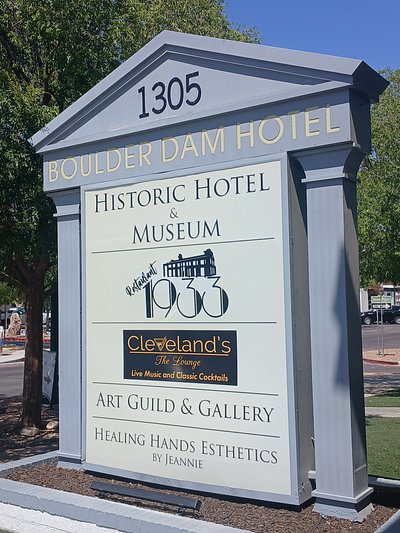 1305
BOULDER DAM HOTEL
HISTORIC HOTEL
&
MUSEUM
Restaurant
1933
Cleveland's
The Lounge
Live Music and Classic Cocktails
ART GUILD & GALLERY
HEALING HANDS ESTHETICS
BY JEANNIE